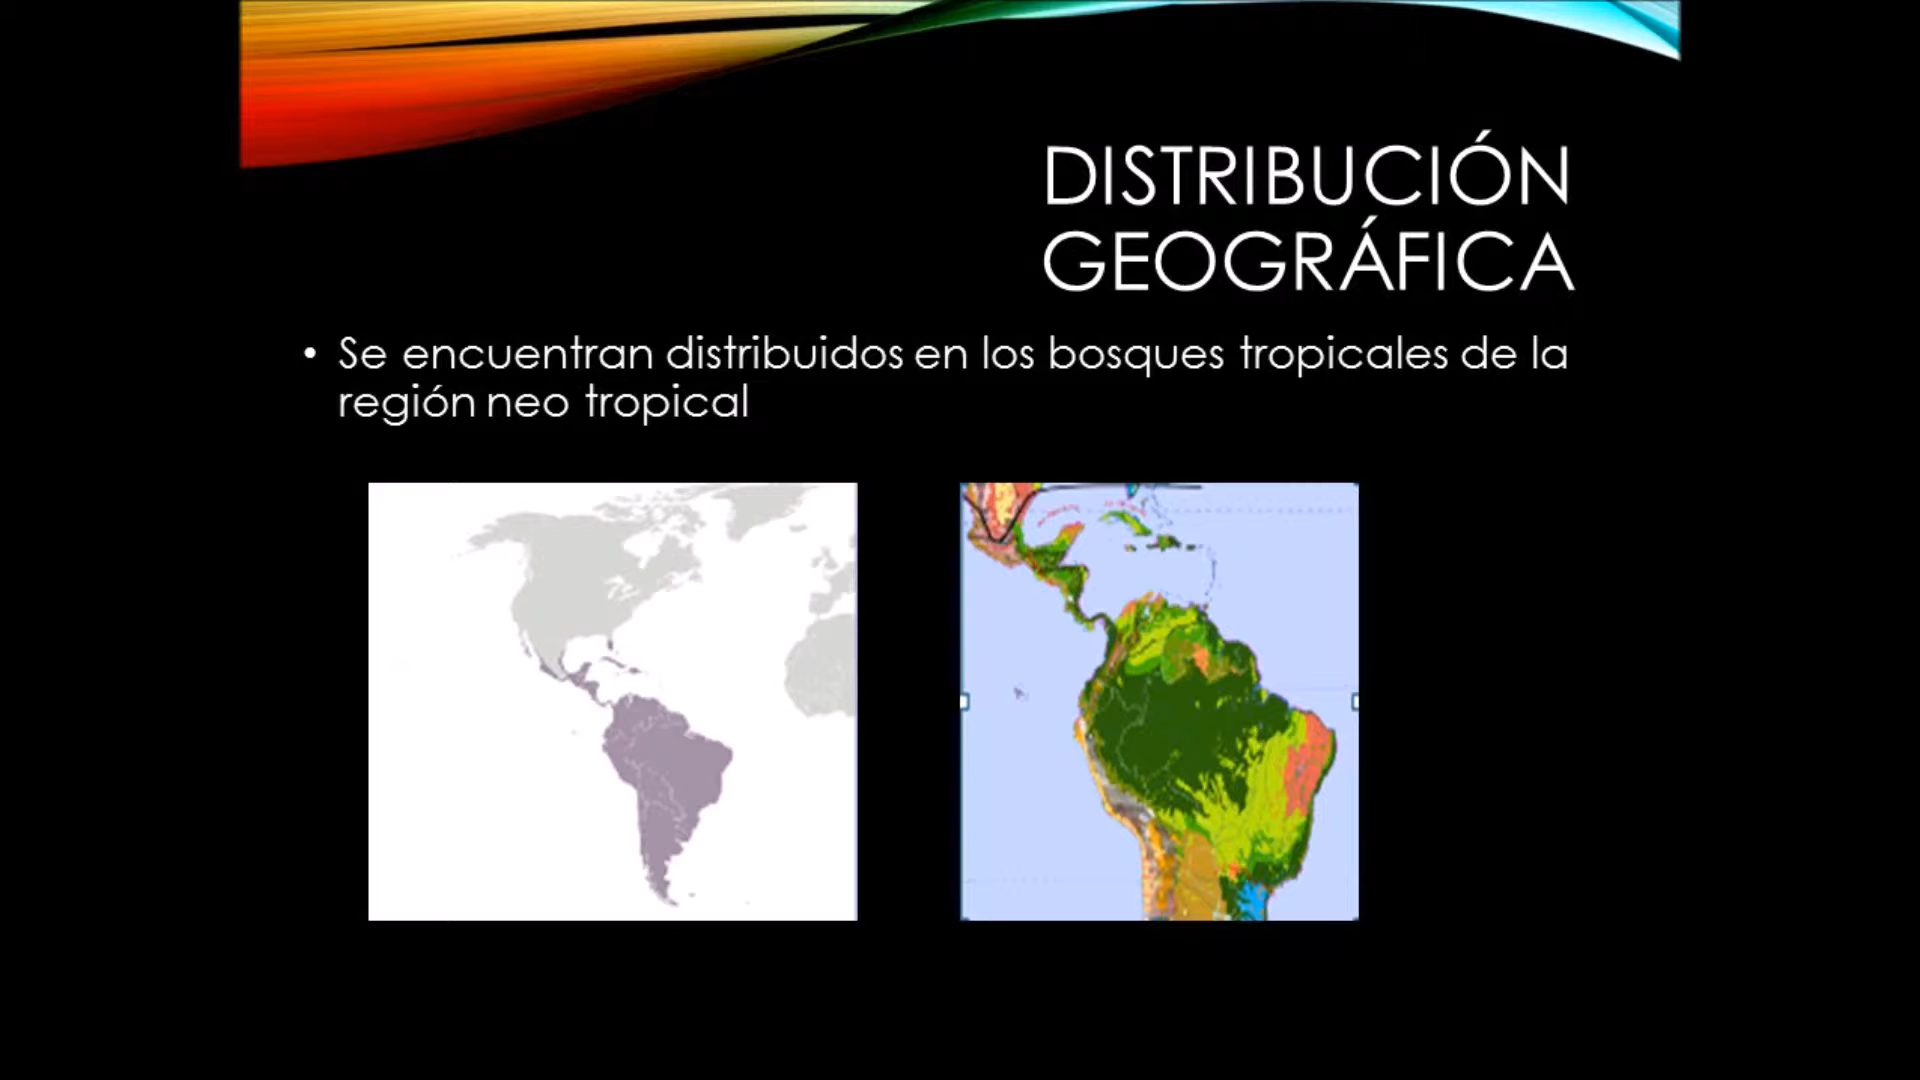 DISTRIBUCIÓN
GEOGRÁFICA
• Se encuentran distribuidos en los bosques tropicales de la
región neo tropical